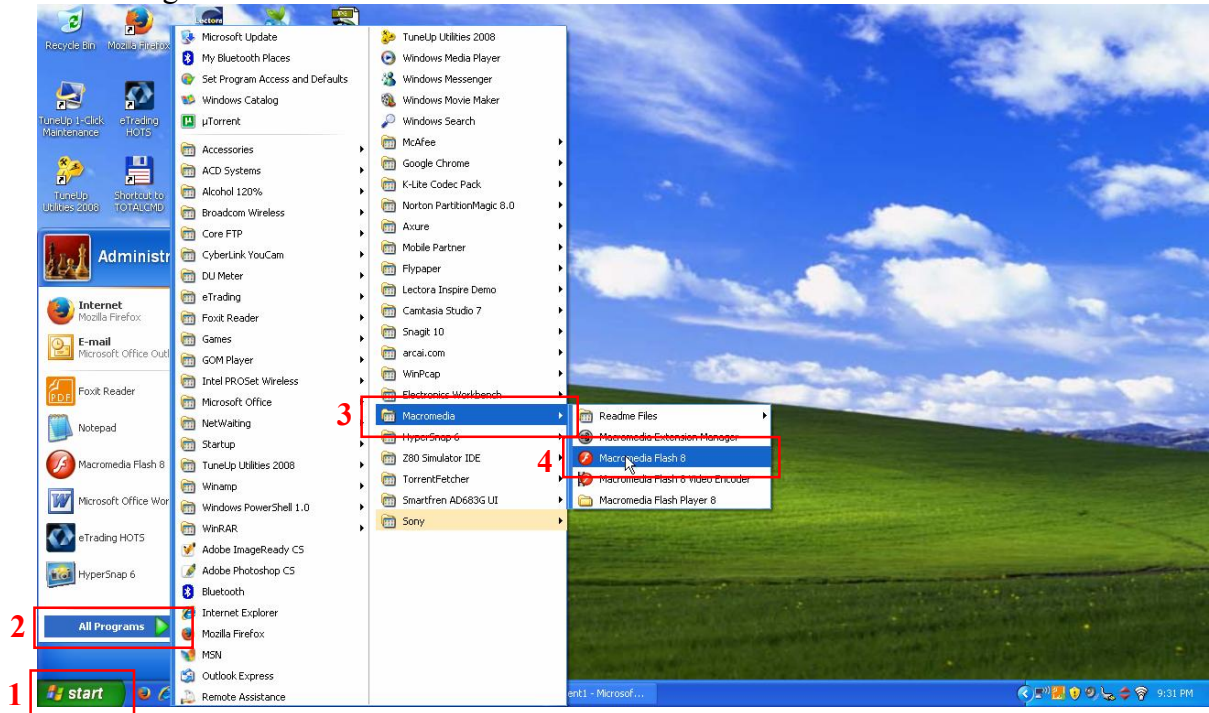 Recycle Bin
Mozilla Firefox
Lectora
TuneUp 1-Click
Maintenance
eTrading
HOTS
TuneUp
Utilities 2008
Shortcut to
TOTALCMD
Administr
Internet
Mozilla Firefox
E-mail
Microsoft Office Outl
Foxit Reader
Notepad
Macromedia Flash 8
Microsoft Office Wor
eTrading HOTS
HyperSnap 6
2
All Programs
1
start
Microsoft Update
My Bluetooth Places
Set Program Access and Defaults
Windows Catalog
µTorrent
Accessories
ACD Systems
Alcohol 120%
Broadcom Wireless
Core FTP
CyberLink YouCam
DU Meter
eTrading
Foxit Reader
Games
GOM Player
Intel PROSet Wireless
Microsoft Office
NetWaiting
Startup
TuneUp Utilities 2008
Winamp
Windows PowerShell 1.0
WinRAR
Adobe ImageReady CS
Adobe Photoshop CS
Bluetooth
Internet Explorer
Mozilla Firefox
MSN
Outlook Express
Remote Assistance
TuneUp Utilities 2008
Windows Media Player
Windows Messenger
Windows Movie Maker
Windows Search
McAfee
Google Chrome
K-Lite Codec Pack
Norton PartitionMagic 8.0
Axure
Mobile Partner
Flypaper
Lectora Inspire Demo
Camtasia Studio 7
Snagit 10
arcai.com
WinPcap
Electronics Workbench
3
Macromedia
HyperSnap 6
Z80 Simulator IDE
TorrentFetcher
Smartfren AD683G UI
Sony
Readme Files
Macromedia Extension Manager
4
Macromedia Flash 8
Macromedia Flash 8 Video Encoder
Macromedia Flash Player 8
ent1 - Microsof...
9:31 PM